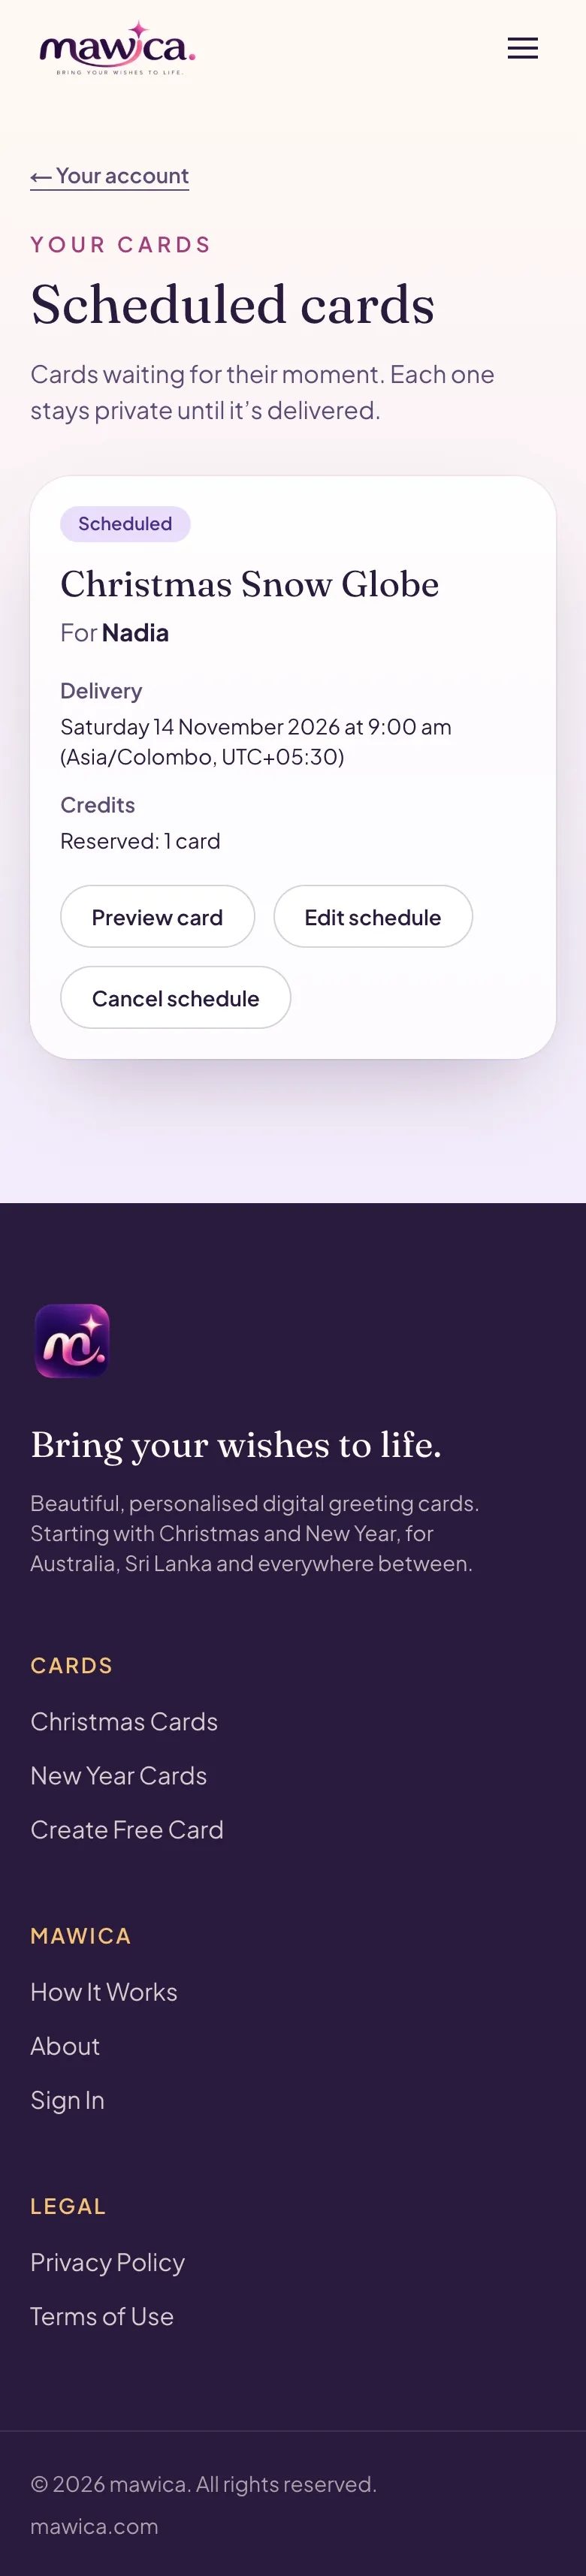 mawica.
BRING YOUR WISHES TO LIFE.
← Your account
YOUR CARDS
Scheduled cards
Cards waiting for their moment. Each one
stays private until it’s delivered.
Scheduled
Christmas Snow Globe
For Nadia
Delivery
Saturday 14 November 2026 at 9:00 am
(Asia/Colombo, UTC+05:30)
Credits
Reserved: 1 card
Preview card
Edit schedule
Cancel schedule
m
Bring your wishes to life.
Beautiful, personalised digital greeting cards.
Starting with Christmas and New Year, for
Australia, Sri Lanka and everywhere between.
CARDS
Christmas Cards
New Year Cards
Create Free Card
MAWICA
How It Works
About
Sign In
LEGAL
Privacy Policy
Terms of Use
© 2026 mawica. All rights reserved.
mawica.com